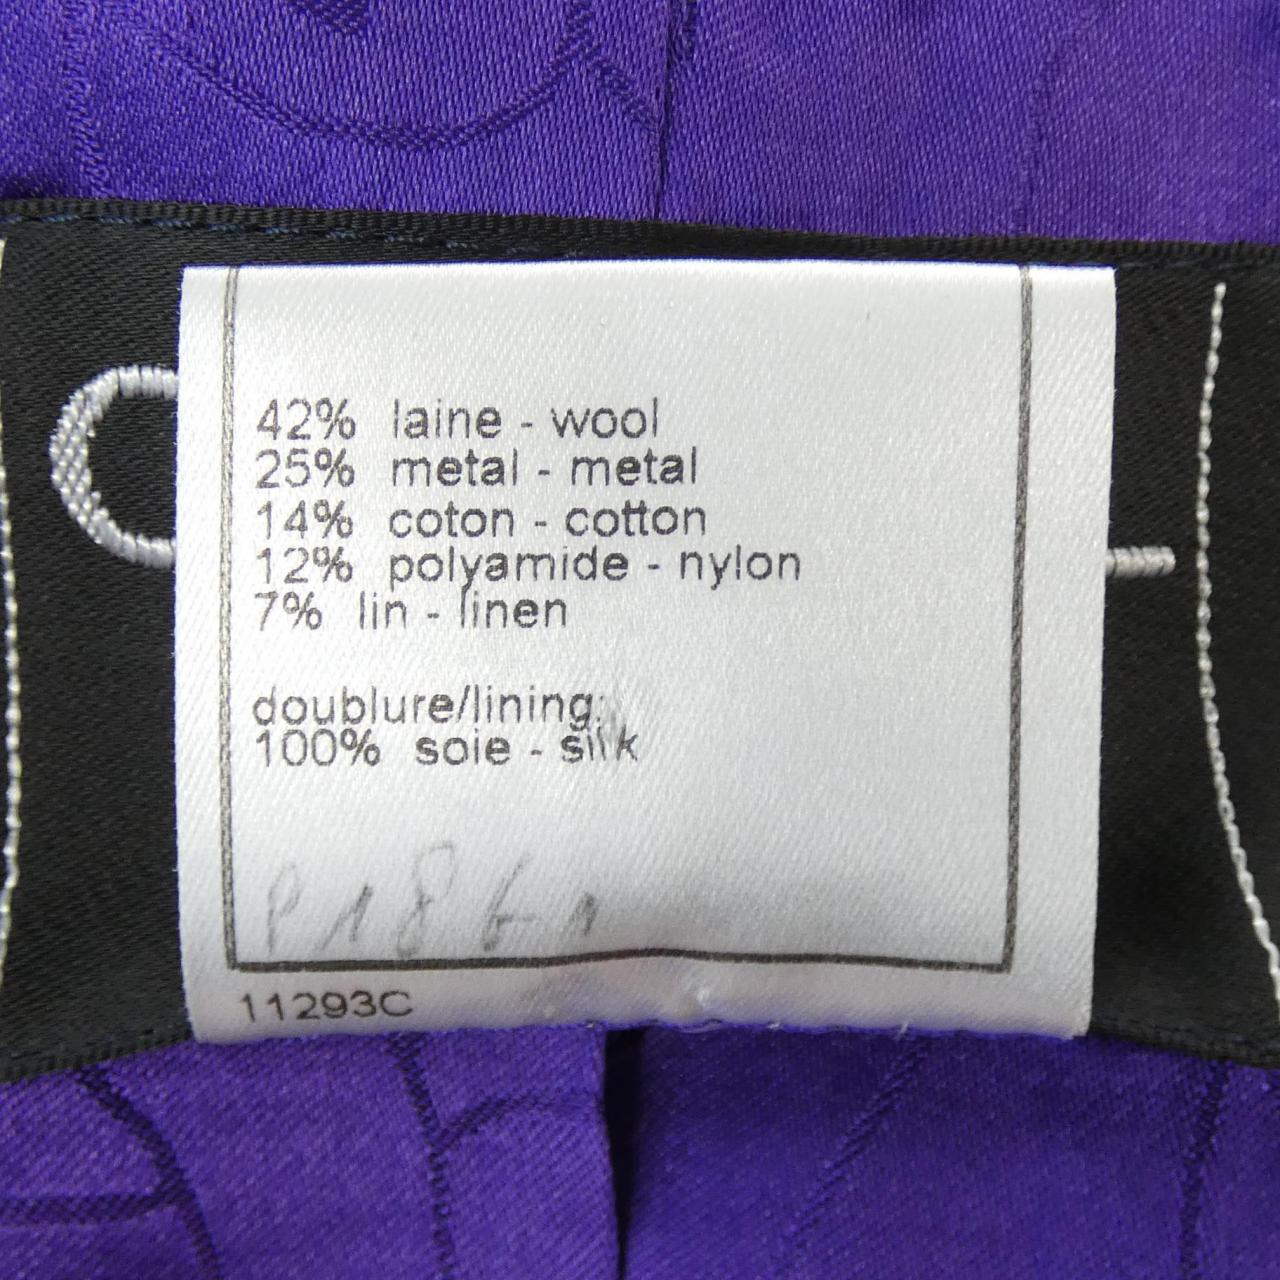 42% laine - wool
25% metal - metal
14% coton - cotton
12% polyamide - nylon
7% lin - linen
doublure/lining:
100% soie - silk
11293C